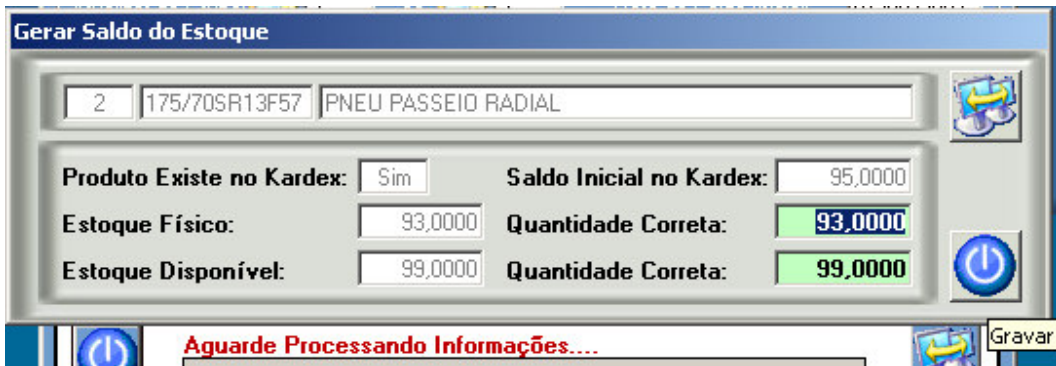 Gerar Saldo do Estoque
2 175/70SR13F57 PNEU PASSEIO RADIAL
Produto Existe no Kardex: Sim Saldo Inicial no Kardex: 95,0000
Estoque Físico: 93,0000 Quantidade Correta: 93,0000
Estoque Disponível: 99,0000 Quantidade Correta: 99,0000
Gravar
Aguarde Processando Informações....